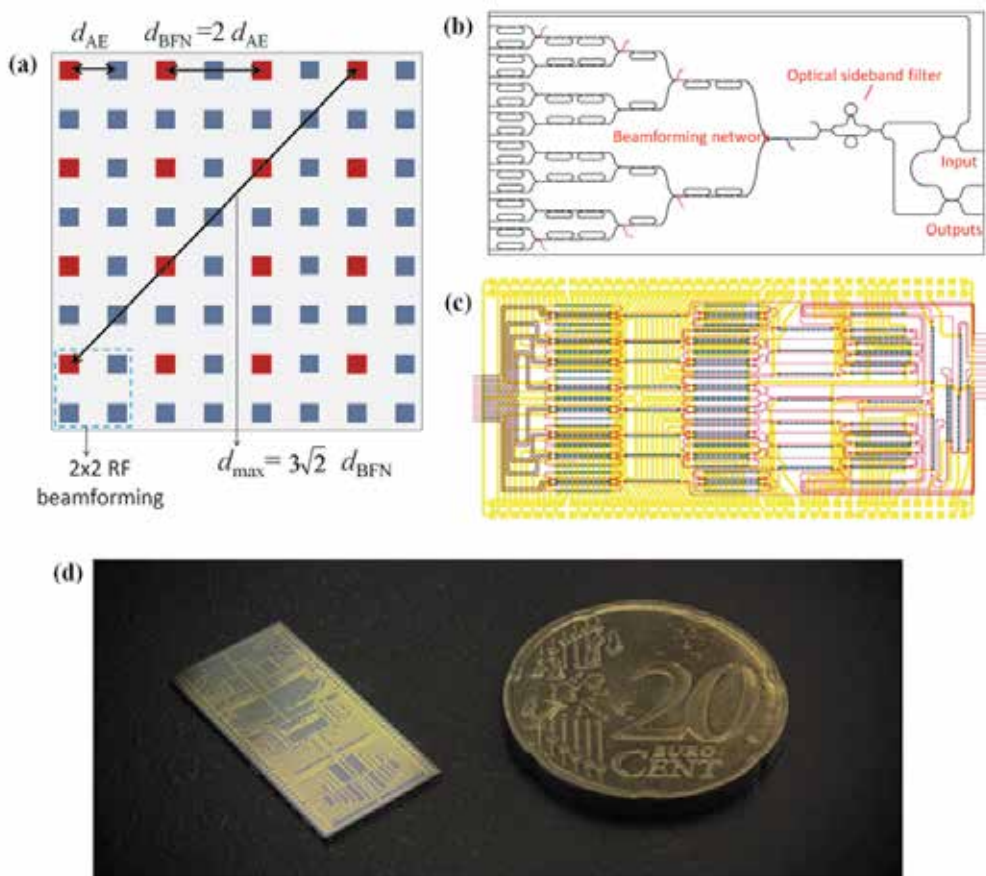 d_AE d_BFN = 2 d_AE
(a)
2x2 RF
beamforming
d_max = 3√2 d_BFN
(b)
Optical sideband filter
Beamforming network
Input
Outputs
(c)
(d)
20
EURO
CENT